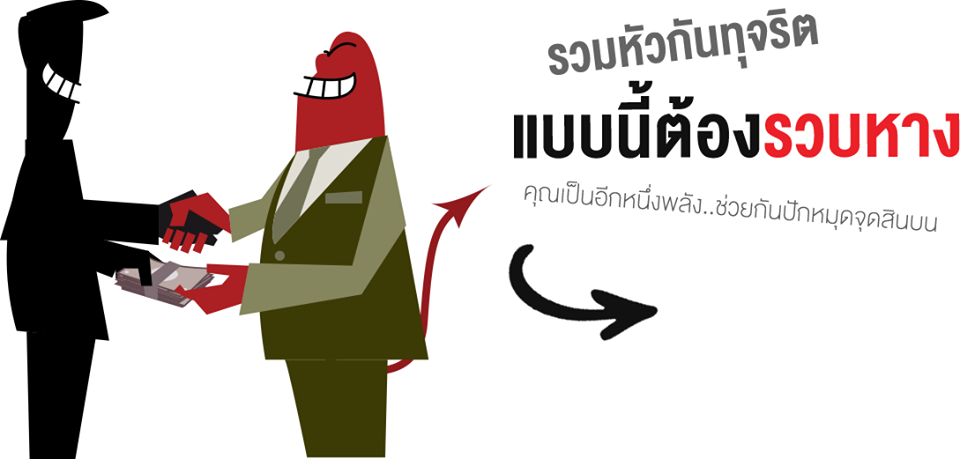 รวมหัวกันทุจริต
แบบนี้ต้องรวบหาง
คุณเป็นอีกหนึ่งพลัง..ช่วยกันปักหมุดจุดสินบน